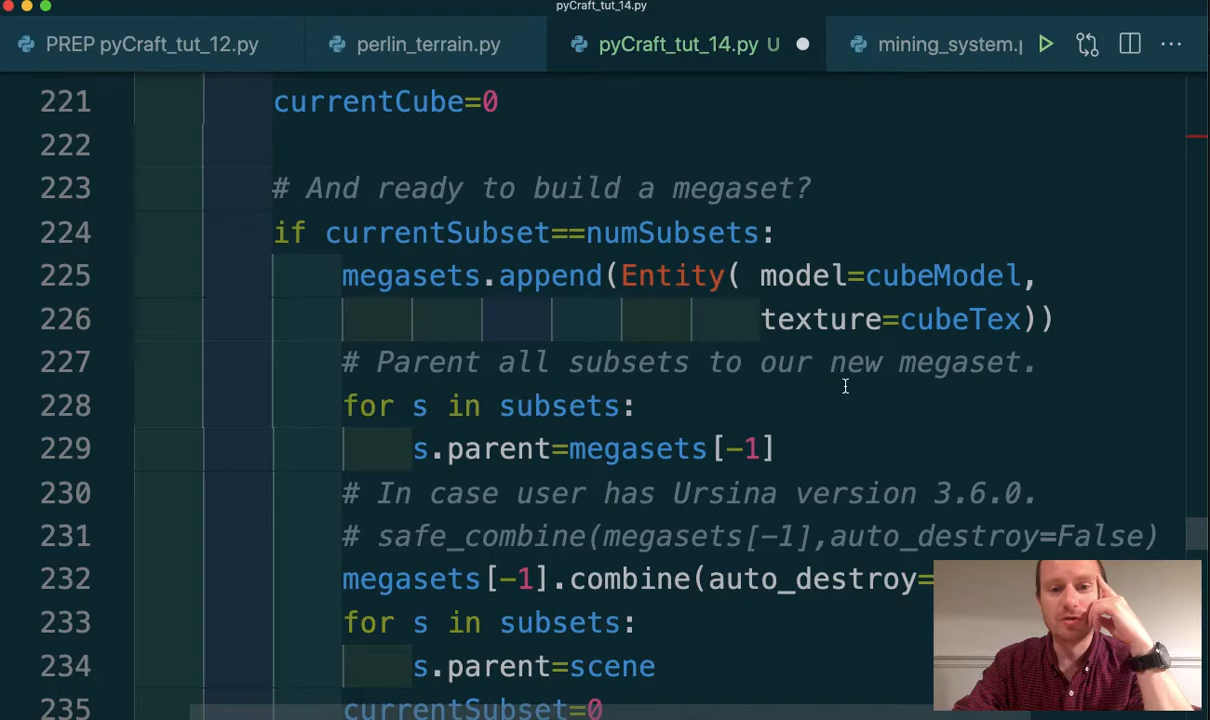 pyCraft_tut_14.py
PREP pyCraft_tut_12.py perlin_terrain.py pyCraft_tut_14.py U mining_system.
221 currentCube=0
222
223 # And ready to build a megaset?
224 if currentSubset==numSubsets:
225 megasets.append(Entity( model=cubeModel,
226 texture=cubeTex))
227 # Parent all subsets to our new megaset.
228 for s in subsets:
229 s.parent=megasets[-1]
230 # In case user has Ursina version 3.6.0.
231 # safe_combine(megasets[-1],auto_destroy=False)
232 megasets[-1].combine(auto_destroy=
233 for s in subsets:
234 s.parent=scene
235 currentSubset=0